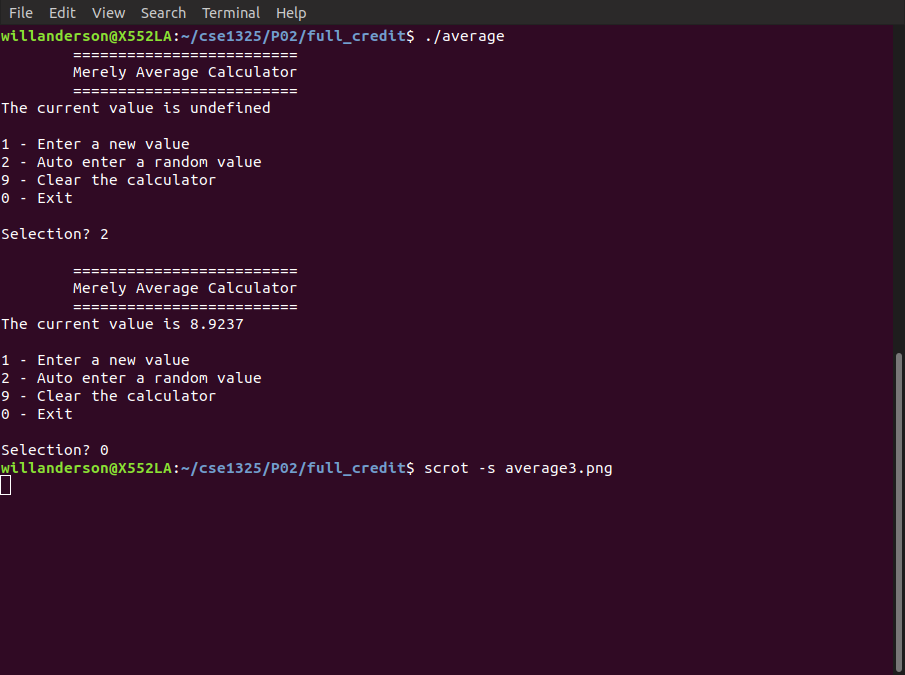 File Edit View Search Terminal Help
willanderson@X552LA:~/cse1325/P02/full_credit$ ./average
=========================
Merely Average Calculator
=========================
The current value is undefined
1 - Enter a new value
2 - Auto enter a random value
9 - Clear the calculator
0 - Exit
Selection? 2
=========================
Merely Average Calculator
=========================
The current value is 8.9237
1 - Enter a new value
2 - Auto enter a random value
9 - Clear the calculator
0 - Exit
Selection? 0
willanderson@X552LA:~/cse1325/P02/full_credit$ scrot -s average3.png